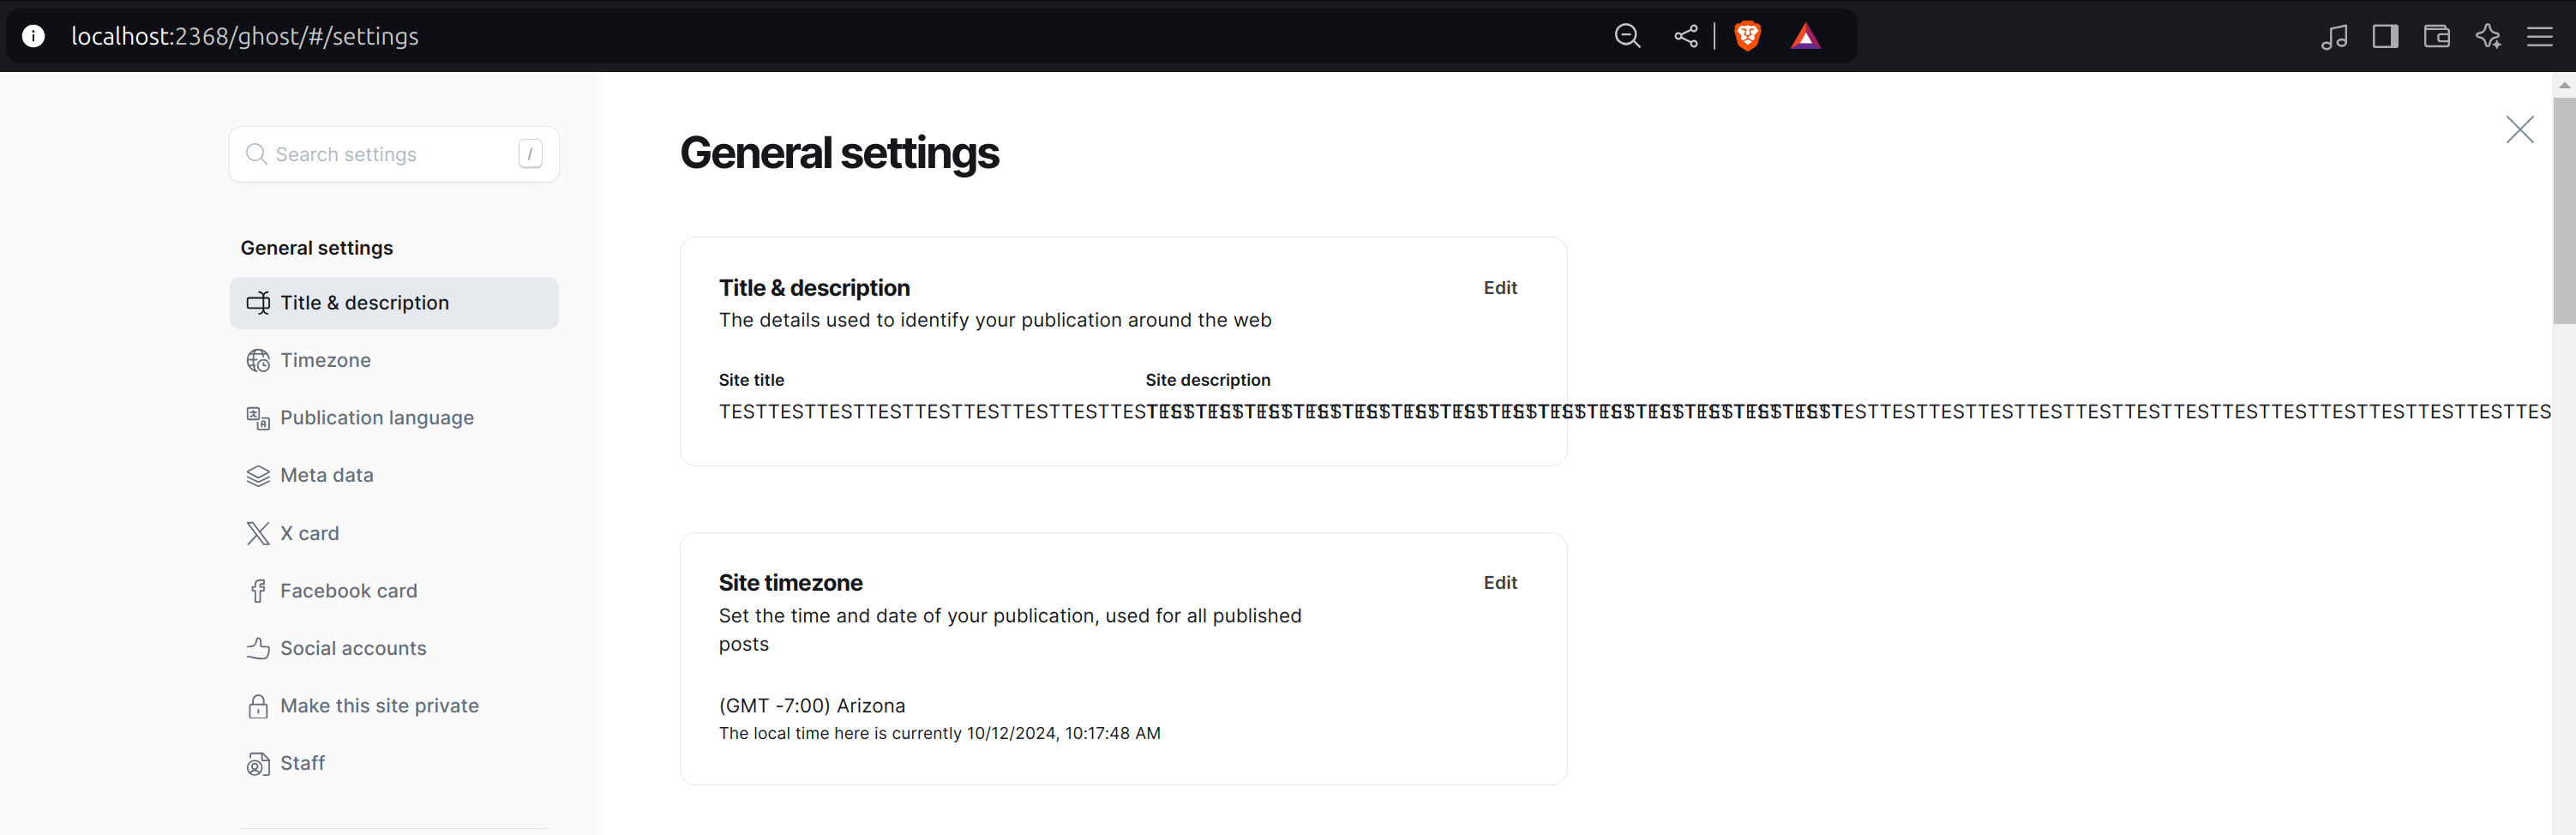 localhost:2368/ghost/#/settings
Search settings /
General settings
Title & description
Timezone
Publication language
Meta data
X card
Facebook card
Social accounts
Make this site private
Staff
General settings
Title & description
Edit
The details used to identify your publication around the web
Site title
Site description
Site timezone
Edit
Set the time and date of your publication, used for all published
posts
(GMT -7:00) Arizona
The local time here is currently 10/12/2024, 10:17:48 AM